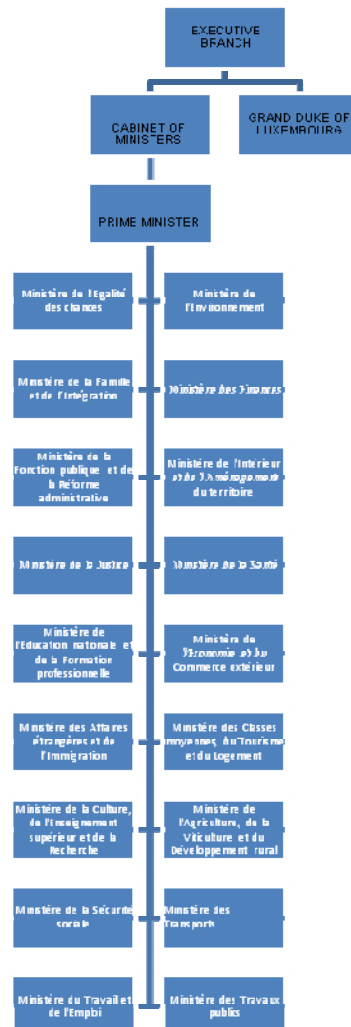 EXECUTIVE
BRANCH
CABINET OF
MINISTERS
GRAND DUKE OF
LUXEMBOURG
PRIME MINISTER
Ministère de l'Egalité
des chances
Ministère de
l'Environnement
Ministère de la Famille
et de l'Intégration
Ministère des Finances
Ministère de la
Fonction publique et de
la Réforme
administrative
Ministère de l'Intérieur
et de l'Aménagement
du territoire
Ministère de la Justice
Ministère de la Santé
Ministère de
l'Education nationale et
de la Formation
professionnelle
Ministère de
l'Economie et du
Commerce extérieur
Ministère des Affaires
étrangères et de
l'Immigration
Ministère des Classes
moyennes, du Tourisme
et du Logement
Ministère de la Culture,
de l'Enseignement
supérieur et de la
Recherche
Ministère de
l'Agriculture, de la
Viticulture et du
Développement rural
Ministère de la Sécurité
sociale
Ministère des
Transports
Ministère du Travail et
de l'Emploi
Ministère des Travaux
publics